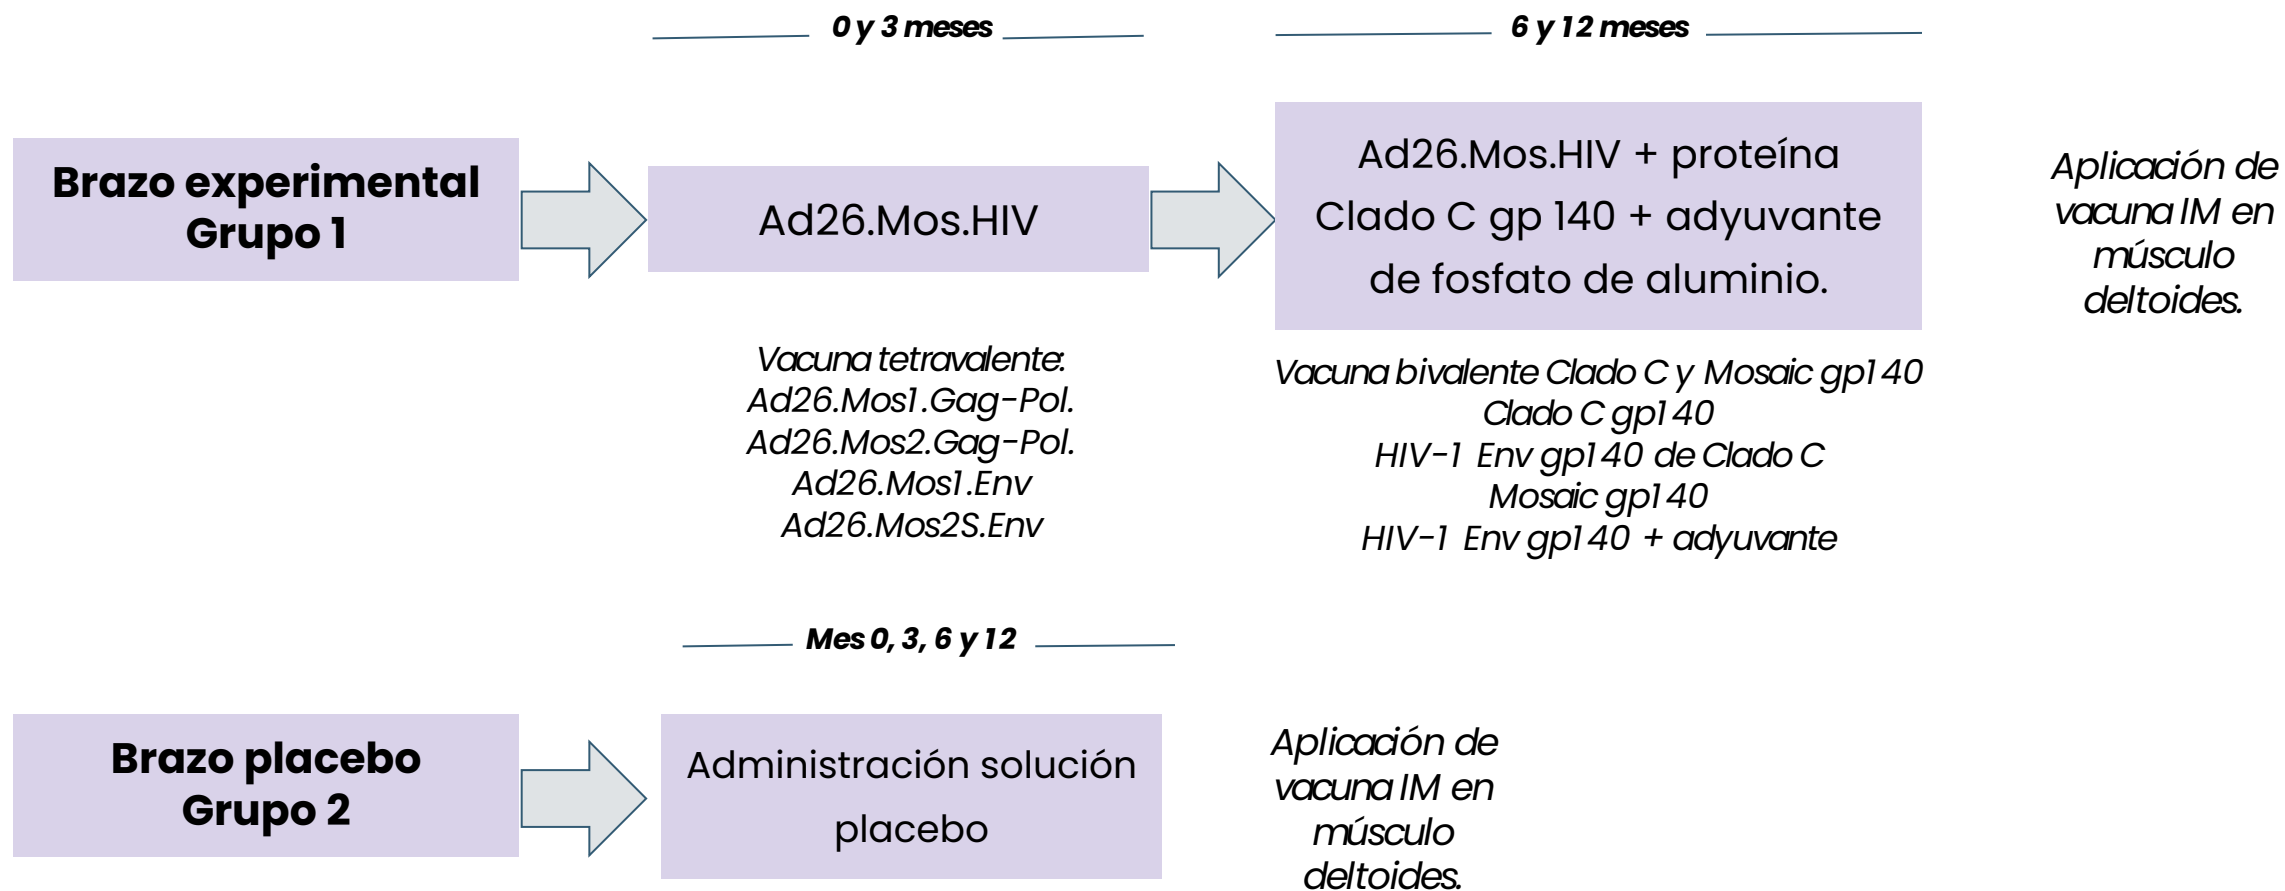 0 y 3 meses
6 y 12 meses
Brazo experimental
Grupo 1
Ad26.Mos.HIV
Ad26.Mos.HIV + proteína
Clado C gp 140 + adyuvante
de fosfato de aluminio.
Aplicación de
vacuna IM en
músculo
deltoides.
Vacuna tetravalente:
Ad26.Mos1.Gag-Pol.
Ad26.Mos2.Gag-Pol.
Ad26.Mos1.Env
Ad26.Mos2S.Env
Vacuna bivalente Clado C y Mosaic gp140
Clado C gp140
HIV-1 Env gp140 de Clado C
Mosaic gp140
HIV-1 Env gp140 + adyuvante
Mes 0, 3, 6 y 12
Brazo placebo
Grupo 2
Administración solución
placebo
Aplicación de
vacuna IM en
músculo
deltoides.